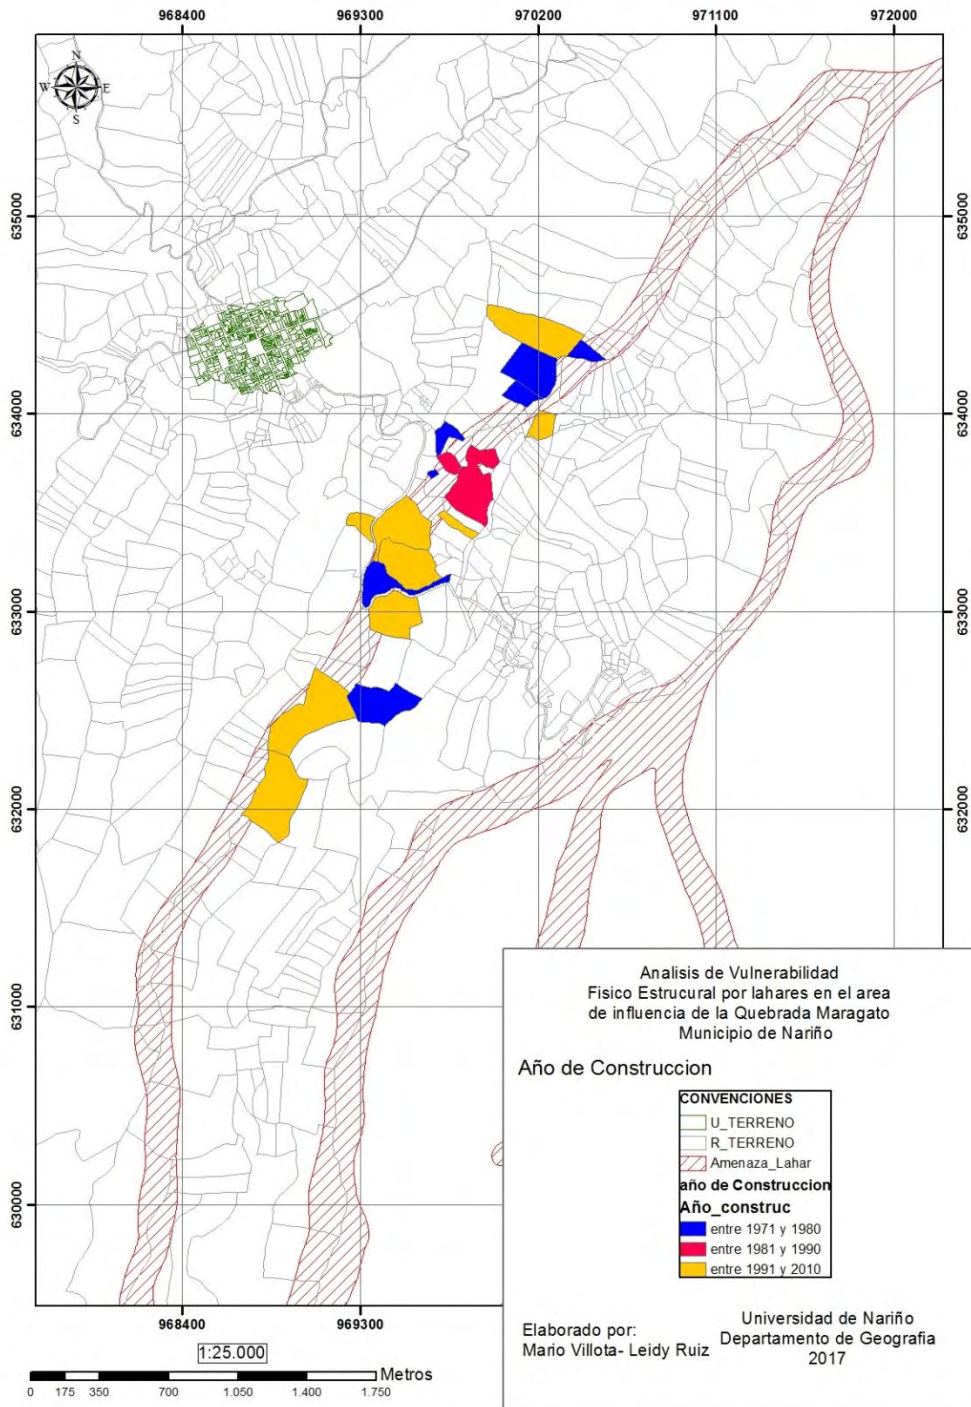 968400 969300 970200 971100 972000
N
W E
S
635000 635000
634000 634000
633000 633000
632000 632000
631000
630000
968400 969300
1:25.000
Metros
0 175 350 700 1.050 1.400 1.750
Analisis de Vulnerabilidad
Fisico Estrucural por lahares en el area
de influencia de la Quebrada Maragato
Municipio de Nariño
Año de Construccion
CONVENCIONES
U_TERRENO
R_TERRENO
Amenaza_Lahar
año de Construccion
Año_construc
entre 1971 y 1980
entre 1981 y 1990
entre 1991 y 2010
Elaborado por:
Mario Villota- Leidy Ruiz
Universidad de Nariño
Departamento de Geografia
2017